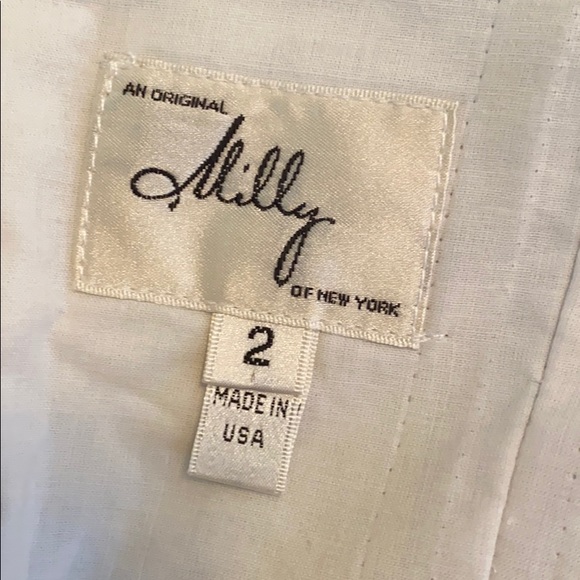 AN ORIGINAL
Milly
OF NEW YORK
2
MADE IN
USA